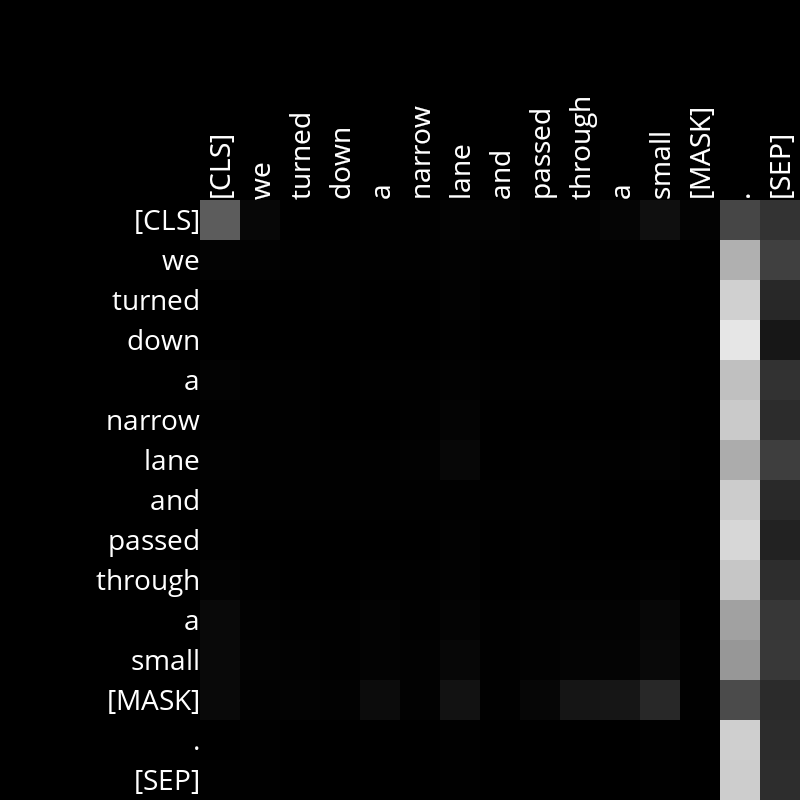 [CLS] we turned down a narrow lane and passed through a small [MASK] . [SEP]
[CLS]
we
turned
down
a
narrow
lane
and
passed
through
a
small
[MASK]
.
[SEP]